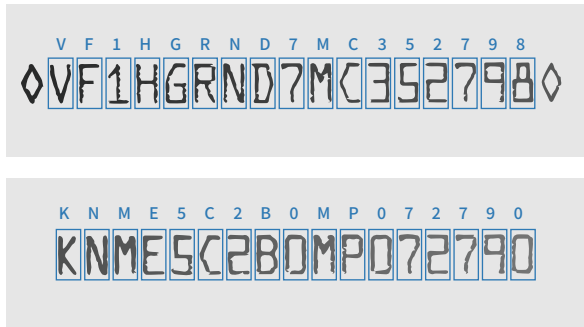 V F 1 H G R N D 7 M C 3 5 2 7 9 8
◊VF1HGRND7MC352798◊
K N M E 5 C 2 B 0 M P 0 7 2 7 9 0
KNME5C2B0MP072790